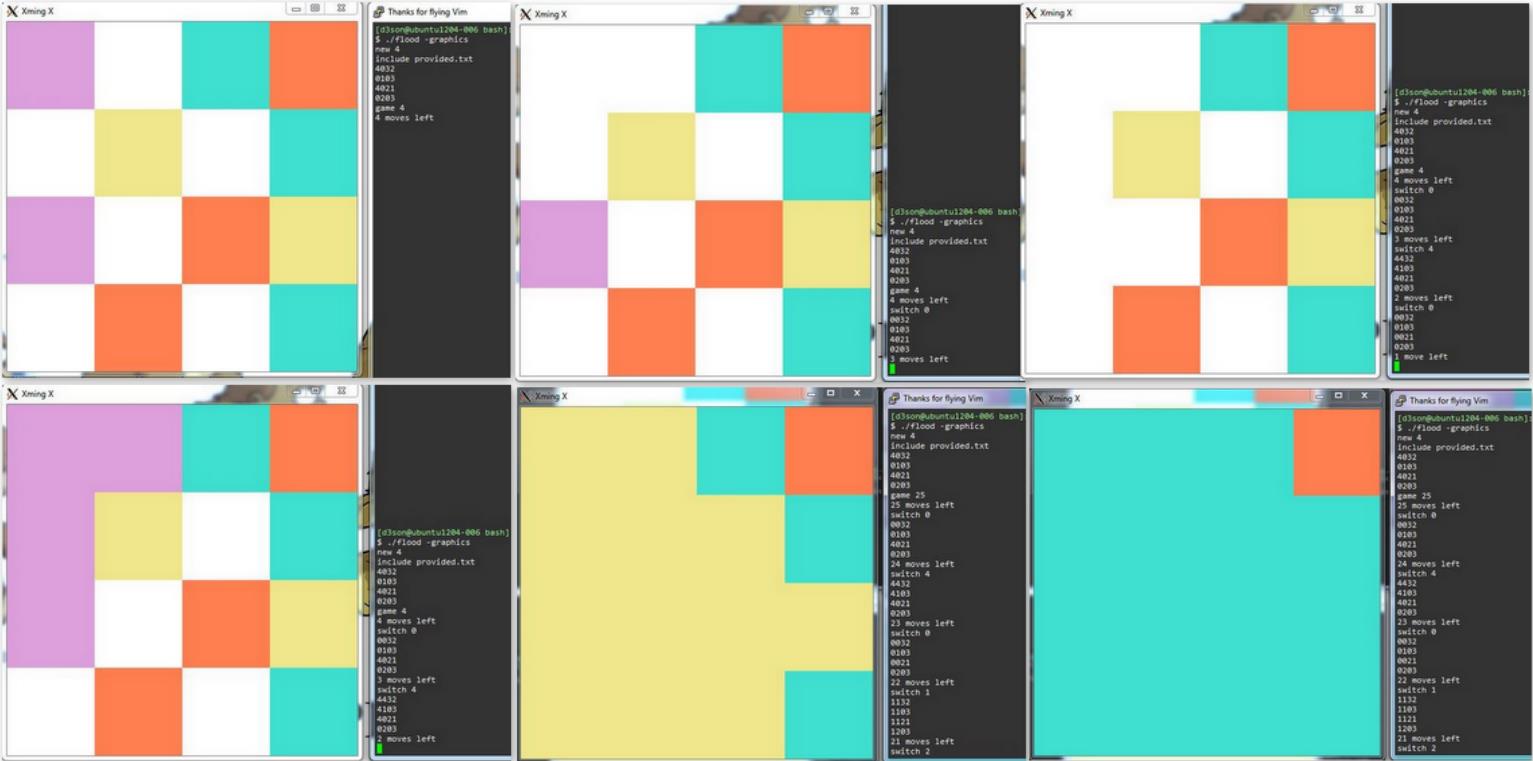 Xming X
Thanks for flying Vim
[d3son@ubuntu1204-006 bash]:
$ ./flood -graphics
new 4
include provided.txt
4032
0103
4021
0203
game 4
4 moves left
Xming X
[d3son@ubuntu1204-006 bash]
$ ./flood -graphics
new 4
include provided.txt
4032
0103
4021
0203
game 4
4 moves left
switch 0
0032
0103
4021
0203
3 moves left
Xming X
[d3son@ubuntu1204-006 bash]:
$ ./flood -graphics
new 4
include provided.txt
4032
0103
4021
0203
game 4
4 moves left
switch 0
0032
0103
4021
0203
3 moves left
switch 4
4432
4103
4021
0203
2 moves left
switch 0
0032
0103
0021
0203
1 move left
Xming X
[d3son@ubuntu1204-006 bash]
$ ./flood -graphics
new 4
include provided.txt
4032
0103
4021
0203
game 4
4 moves left
switch 0
0032
0103
4021
0203
3 moves left
switch 4
4432
4103
4021
0203
2 moves left
Xming X
Thanks for flying Vim
[d3son@ubuntu1204-006 bash]
$ ./flood -graphics
new 4
include provided.txt
4032
0103
4021
0203
game 25
25 moves left
switch 0
0032
0103
4021
0203
24 moves left
switch 4
4432
4103
4021
0203
23 moves left
switch 0
0032
0103
0021
0203
22 moves left
switch 1
1132
1103
1121
1203
21 moves left
switch 2
Xming X
Thanks for flying Vim
[d3son@ubuntu1204-006 bash]:
$ ./flood -graphics
new 4
include provided.txt
4032
0103
4021
0203
game 25
25 moves left
switch 0
0032
0103
4021
0203
24 moves left
switch 4
4432
4103
4021
0203
23 moves left
switch 0
0032
0103
0021
0203
22 moves left
switch 1
1132
1103
1121
1203
21 moves left
switch 2